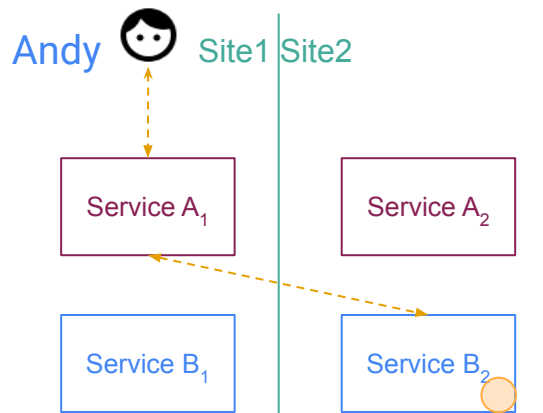 Andy
Site1 Site2
Service A₁
Service A₂
Service B₁
Service B₂